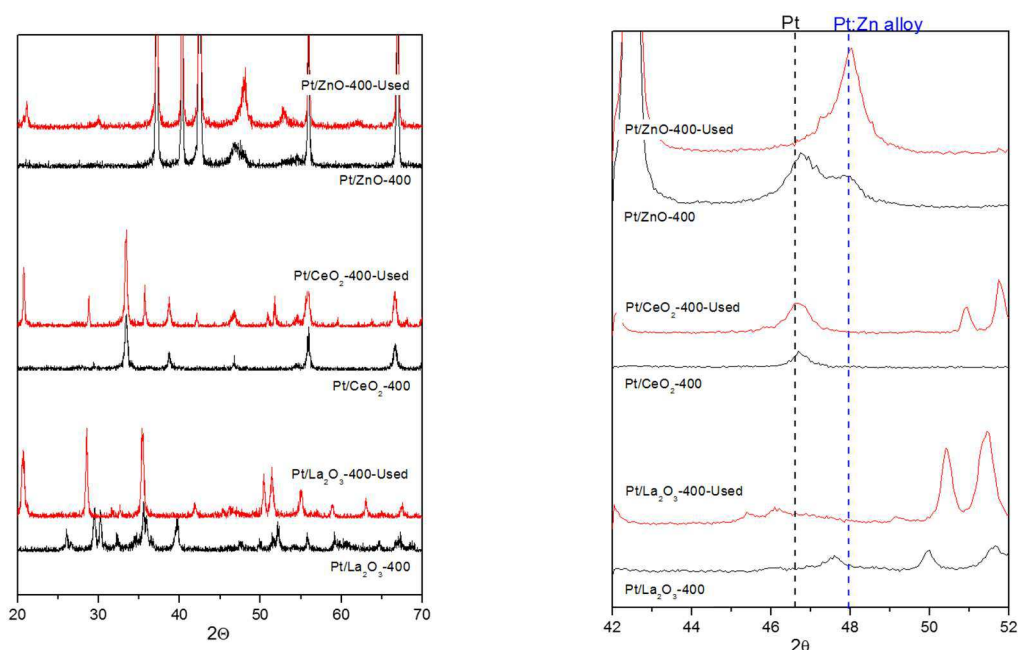 Pt/ZnO-400-Used
Pt/ZnO-400
Pt/CeO₂-400-Used
Pt/CeO₂-400
Pt/La₂O₃-400-Used
Pt/La₂O₃-400
20 30 40 50 60 70
2Θ
Pt Pt:Zn alloy
Pt/ZnO-400-Used
Pt/ZnO-400
Pt/CeO₂-400-Used
Pt/CeO₂-400
Pt/La₂O₃-400-Used
Pt/La₂O₃-400
42 44 46 48 50 52
2θ